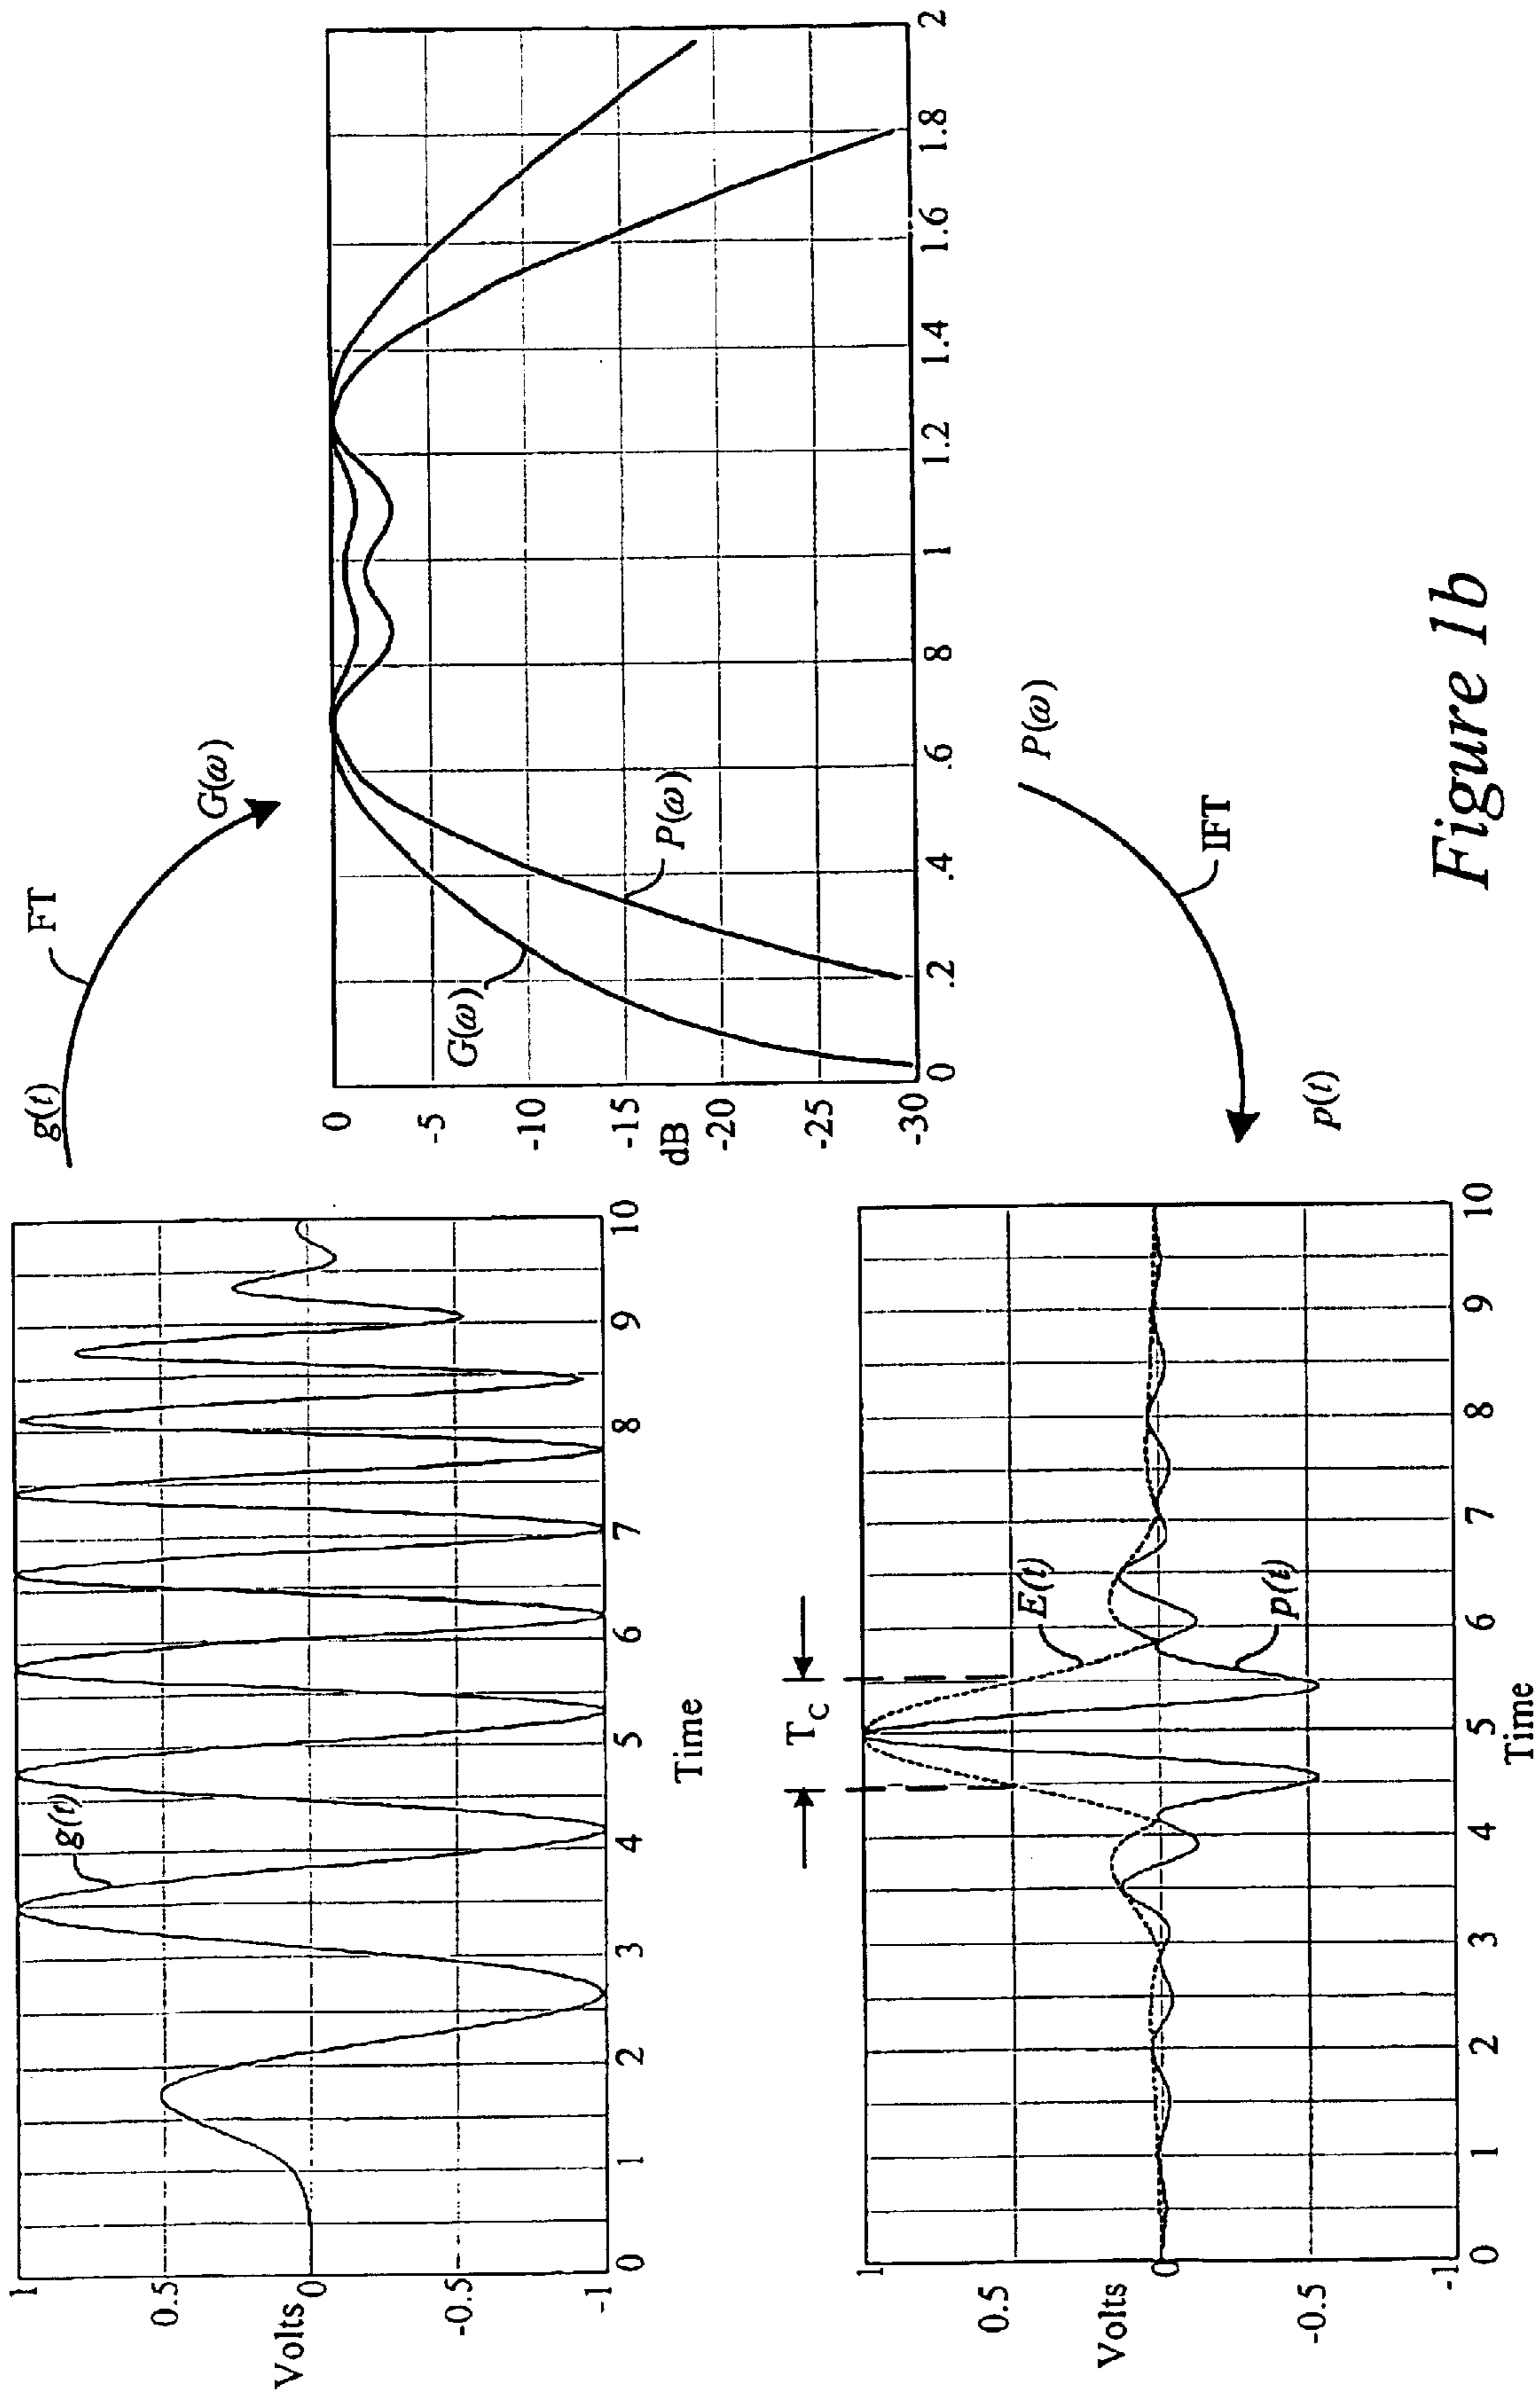 g(t)
FT
G(ω)
1
0.5
Volts 0
-0.5
-1
g(t)
0 1 2 3 4 5 6 7 8 9 10
Time
0
-5
-10
-15
dB
-20
-25
-30
G(ω)
P(ω)
0 .2 .4 .6 .8 1 1.2 1.4 1.6 1.8 2
P(ω)
IFT
p(t)
T_C
1
0.5
Volts 0
-0.5
-1
E(t)
p(t)
0 1 2 3 4 5 6 7 8 9 10
Time
Figure 1b